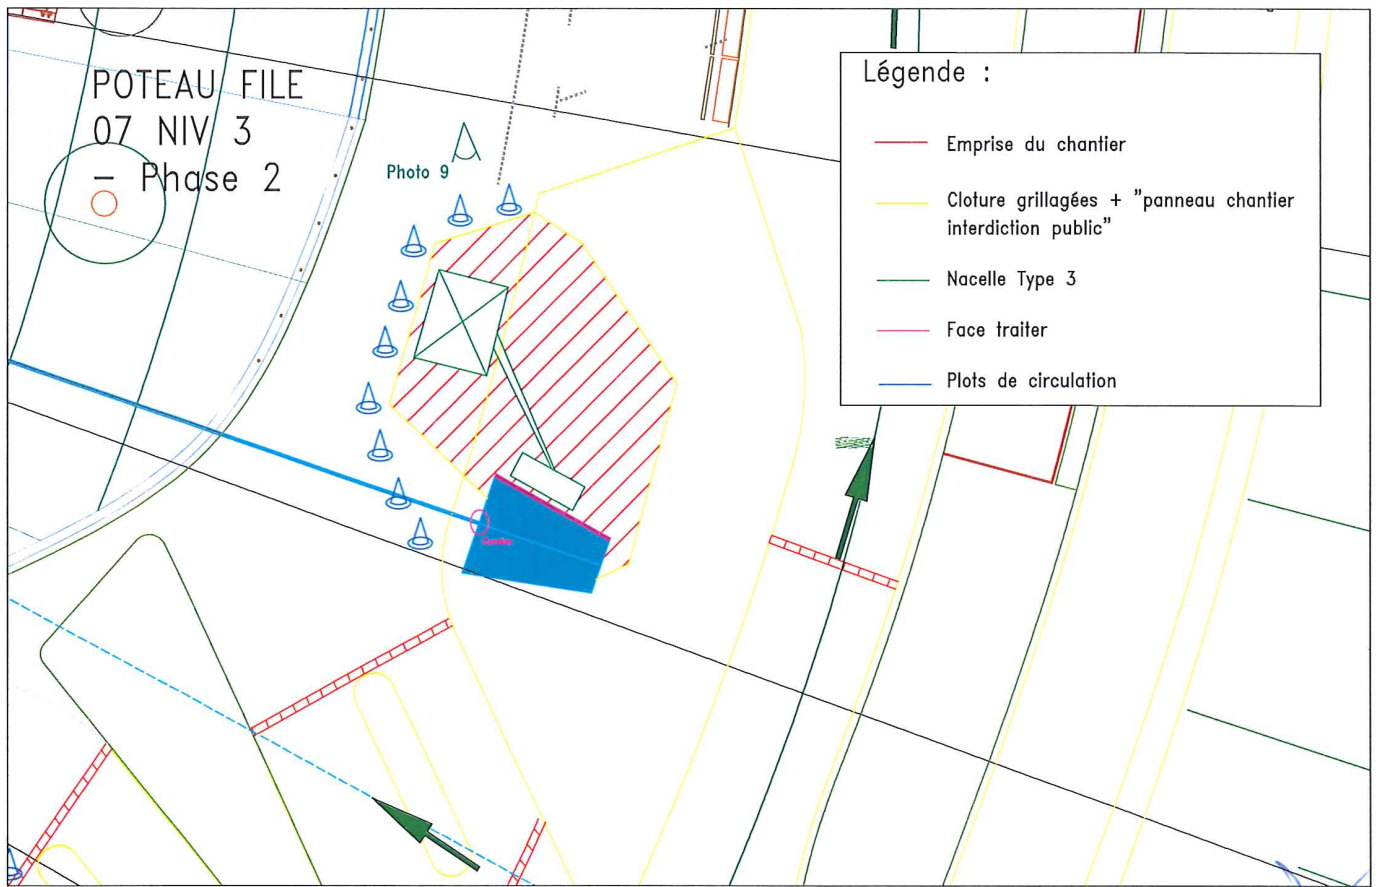 POTEAU FILE
07 NIV 3
- Phase 2
Photo 9
Légende :
Emprise du chantier
Cloture grillagées + "panneau chantier
interdiction public"
Nacelle Type 3
Face traiter
Plots de circulation